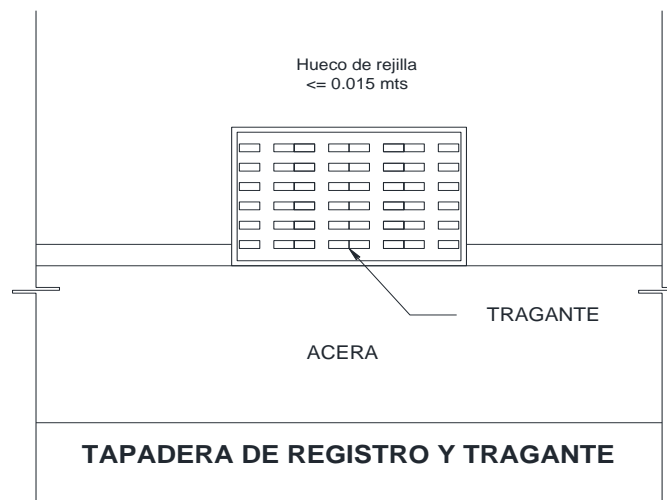 Hueco de rejilla
<= 0.015 mts
TRAGANTE
ACERA
TAPADERA DE REGISTRO Y TRAGANTE